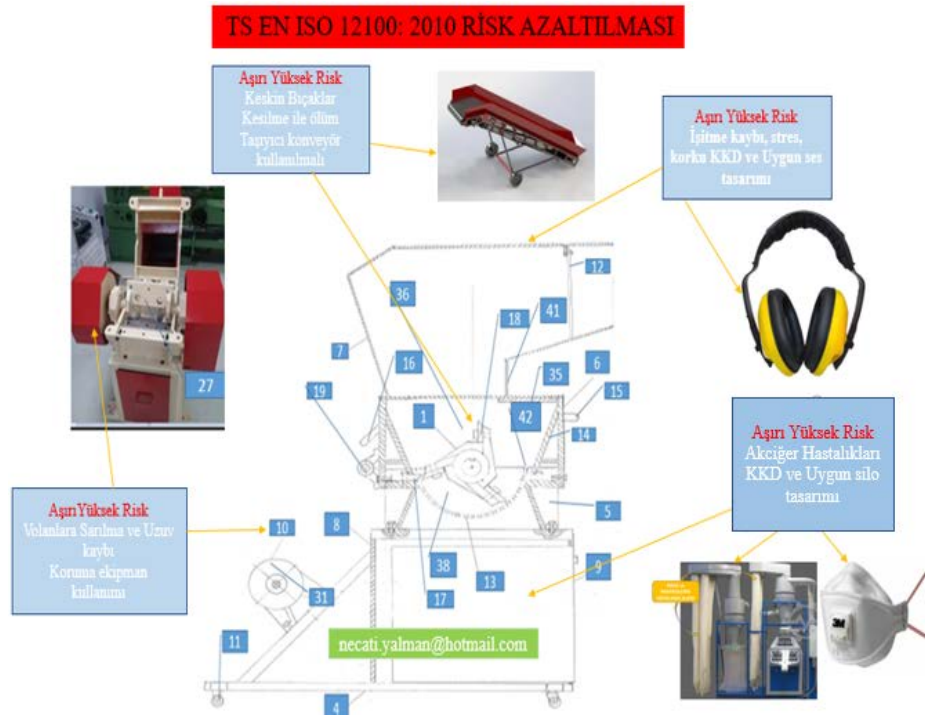 TS EN ISO 12100: 2010 RİSK AZALTILMASI
Aşırı Yüksek Risk
Keskin Bıçaklar
Kesilme ile ölüm
Taşıyıcı konveyör
kullanılmalı
Aşırı Yüksek Risk
İşitme kaybı, stres,
korku KKD ve Uygun ses
tasarımı
12
36
41
18
7
16
6
27
19
35
15
1
42
14
Aşırı Yüksek Risk
Akciğer Hastalıkları
KKD ve Uygun silo
tasarımı
AşırıYüksek Risk
Volanlara Sarılma ve Uzuv
kaybı
Koruma ekipman
kullanımı
10
8
5
38
13
9
31
17
11
necati.yalman@hotmail.com
4
3M